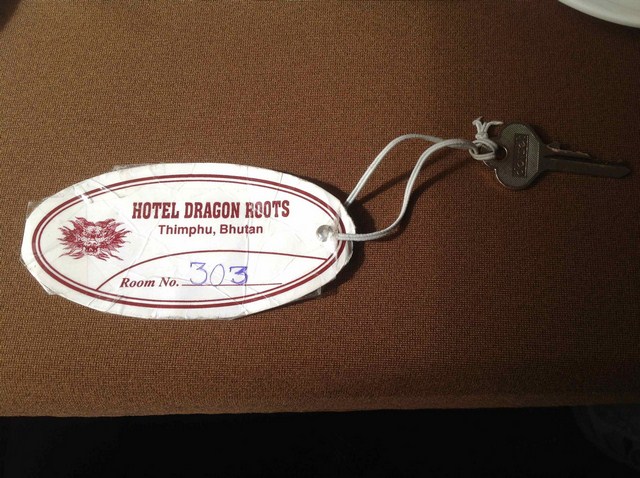 HOTEL DRAGON ROOTS
Thimphu, Bhutan
Room No. 303